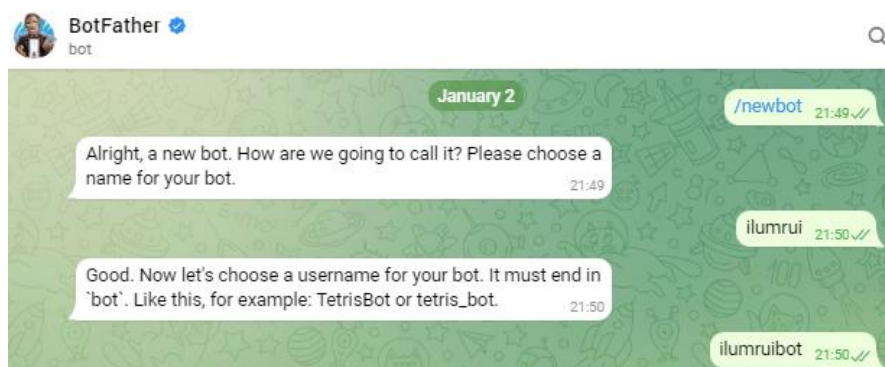 BotFather
bot
January 2
/newbot 21:49
Alright, a new bot. How are we going to call it? Please choose a
name for your bot.
21:49
ilumrui 21:50
Good. Now let's choose a username for your bot. It must end in
`bot`. Like this, for example: TetrisBot or tetris_bot.
21:50
ilumruibot 21:50